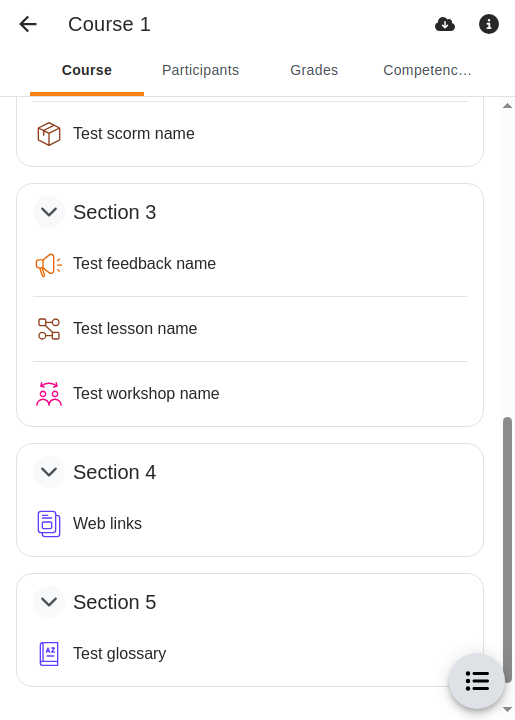 Course 1
Course
Participants
Grades
Competenc…
Test scorm name
Section 3
Test feedback name
Test lesson name
Test workshop name
Section 4
Web links
Section 5
AZ
Test glossary